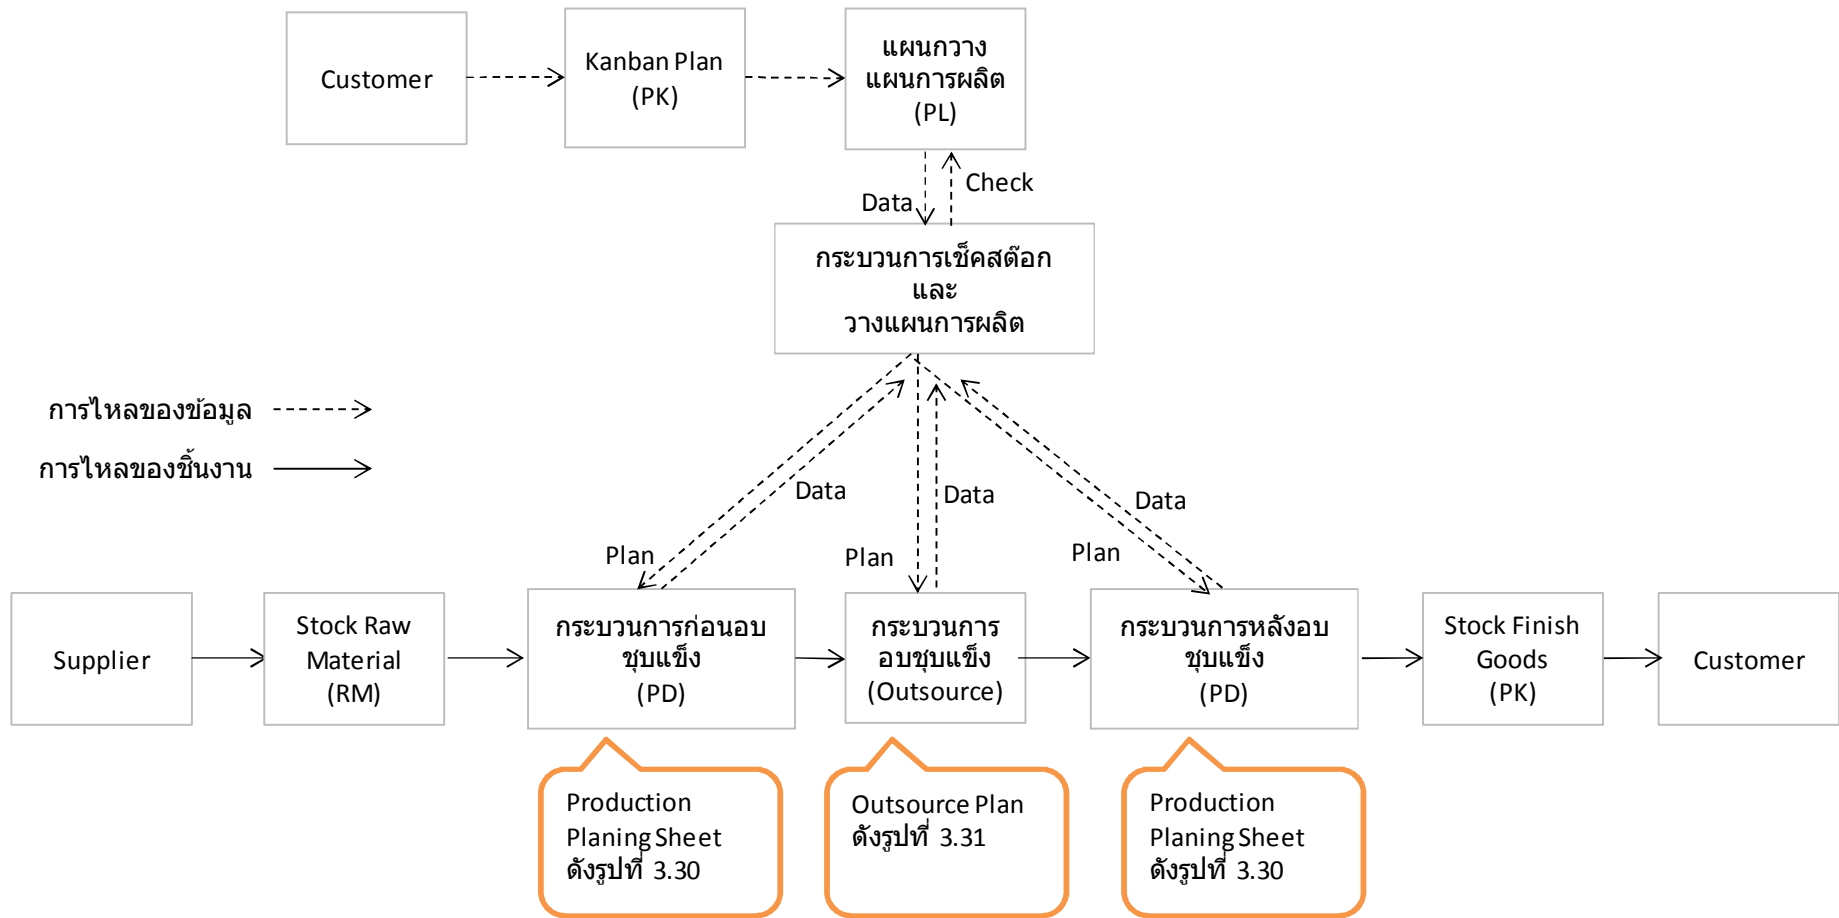 Customer
Kanban Plan
(PK)
แผนกวาง
แผนการผลิต
(PL)
Data
Check
กระบวนการเช็คสต๊อก
และ
วางแผนการผลิต
การไหลของข้อมูล
การไหลของชิ้นงาน
Plan
Data
Plan
Data
Plan
Data
Supplier
Stock Raw
Material
(RM)
กระบวนการก่อนอบ
ชุบแข็ง
(PD)
กระบวนการ
อบชุบแข็ง
(Outsource)
กระบวนการหลังอบ
ชุบแข็ง
(PD)
Stock Finish
Goods
(PK)
Customer
Production
Planing Sheet
ดังรูปที่ 3.30
Outsource Plan
ดังรูปที่ 3.31
Production
Planing Sheet
ดังรูปที่ 3.30